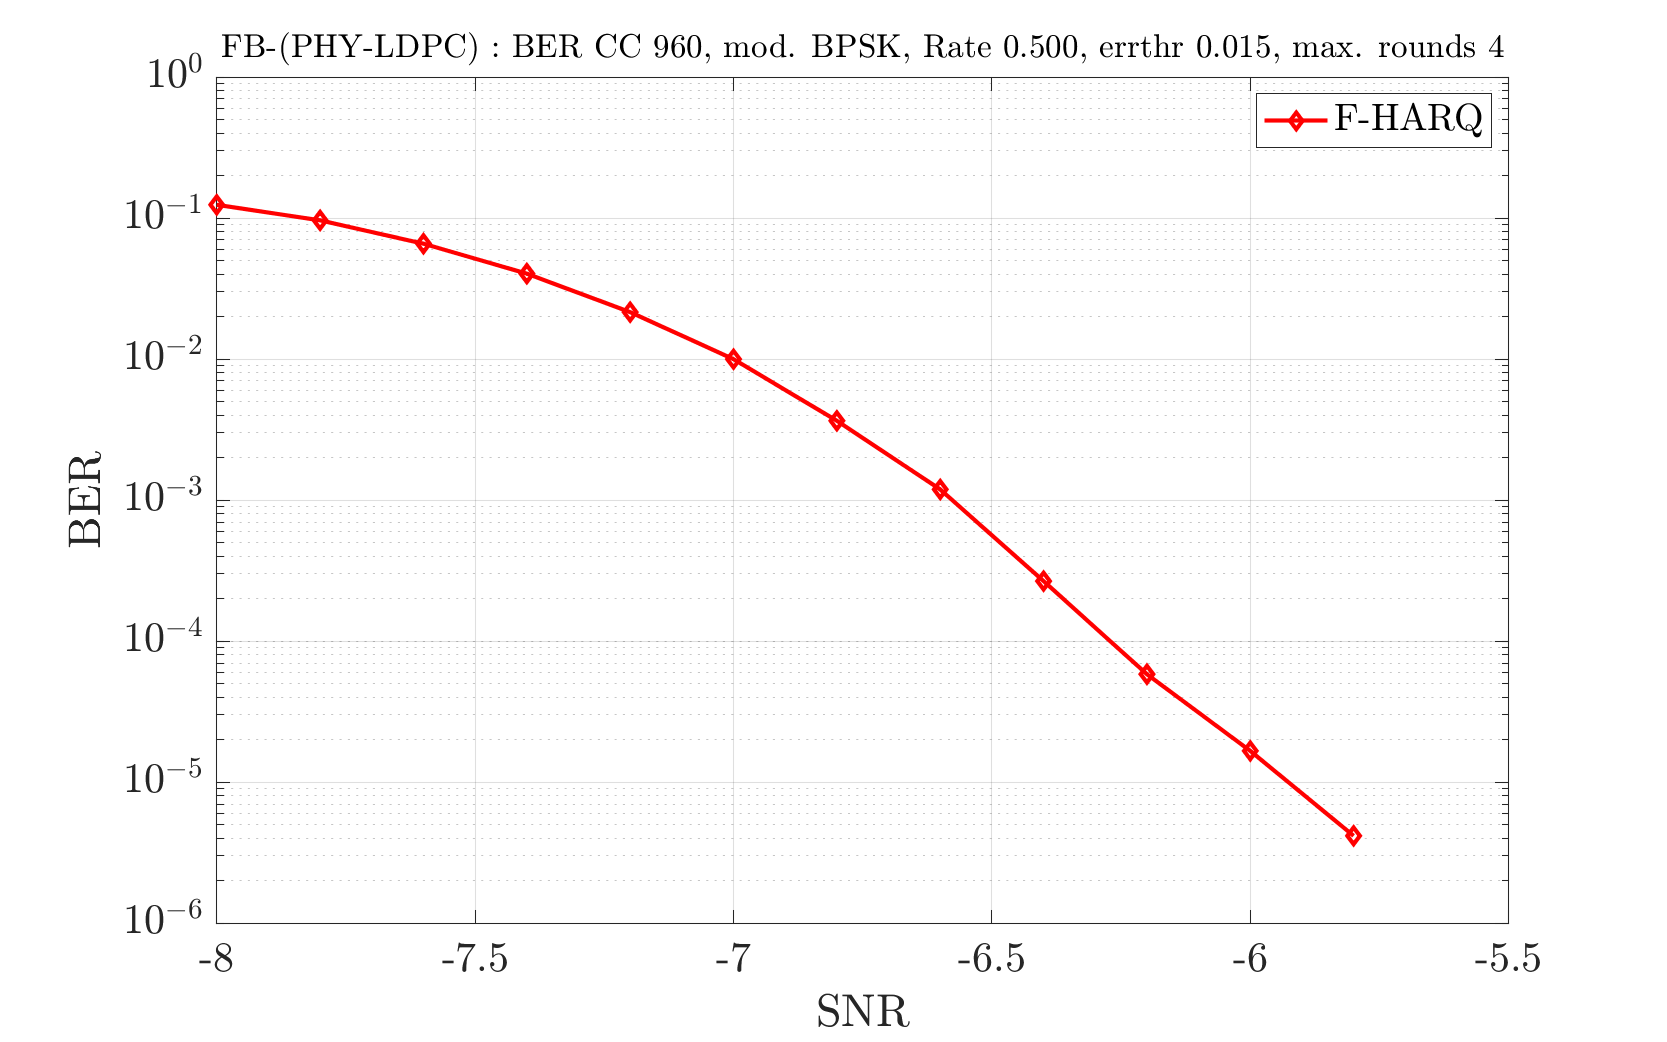 FB-(PHY-LDPC) : BER CC 960, mod. BPSK, Rate 0.500, errthr 0.015, max. rounds 4
F-HARQ
10^0
10^-1
10^-2
10^-3
10^-4
10^-5
10^-6
BER
-8 -7.5 -7 -6.5 -6 -5.5
SNR